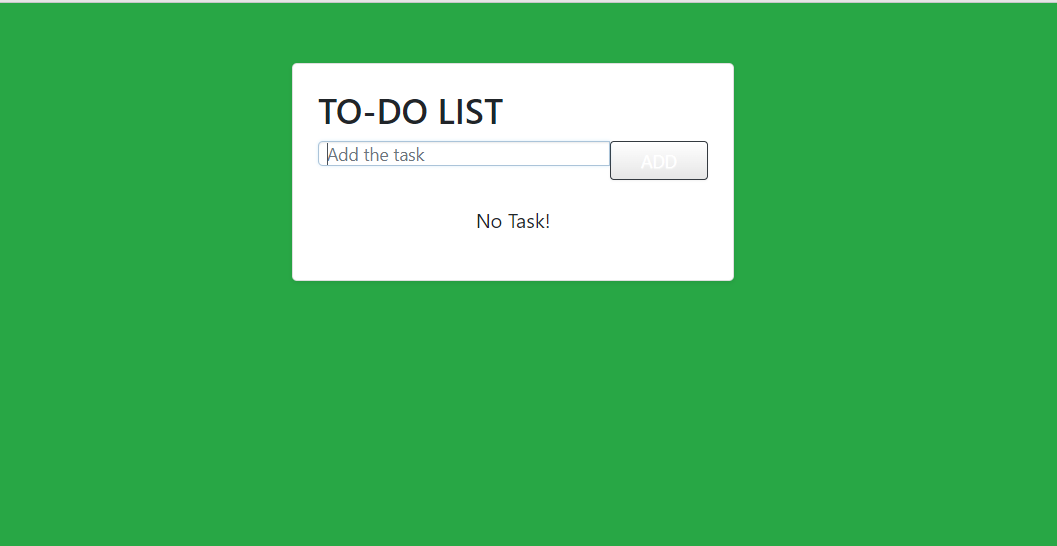 TO-DO LIST
Add the task
ADD
No Task!